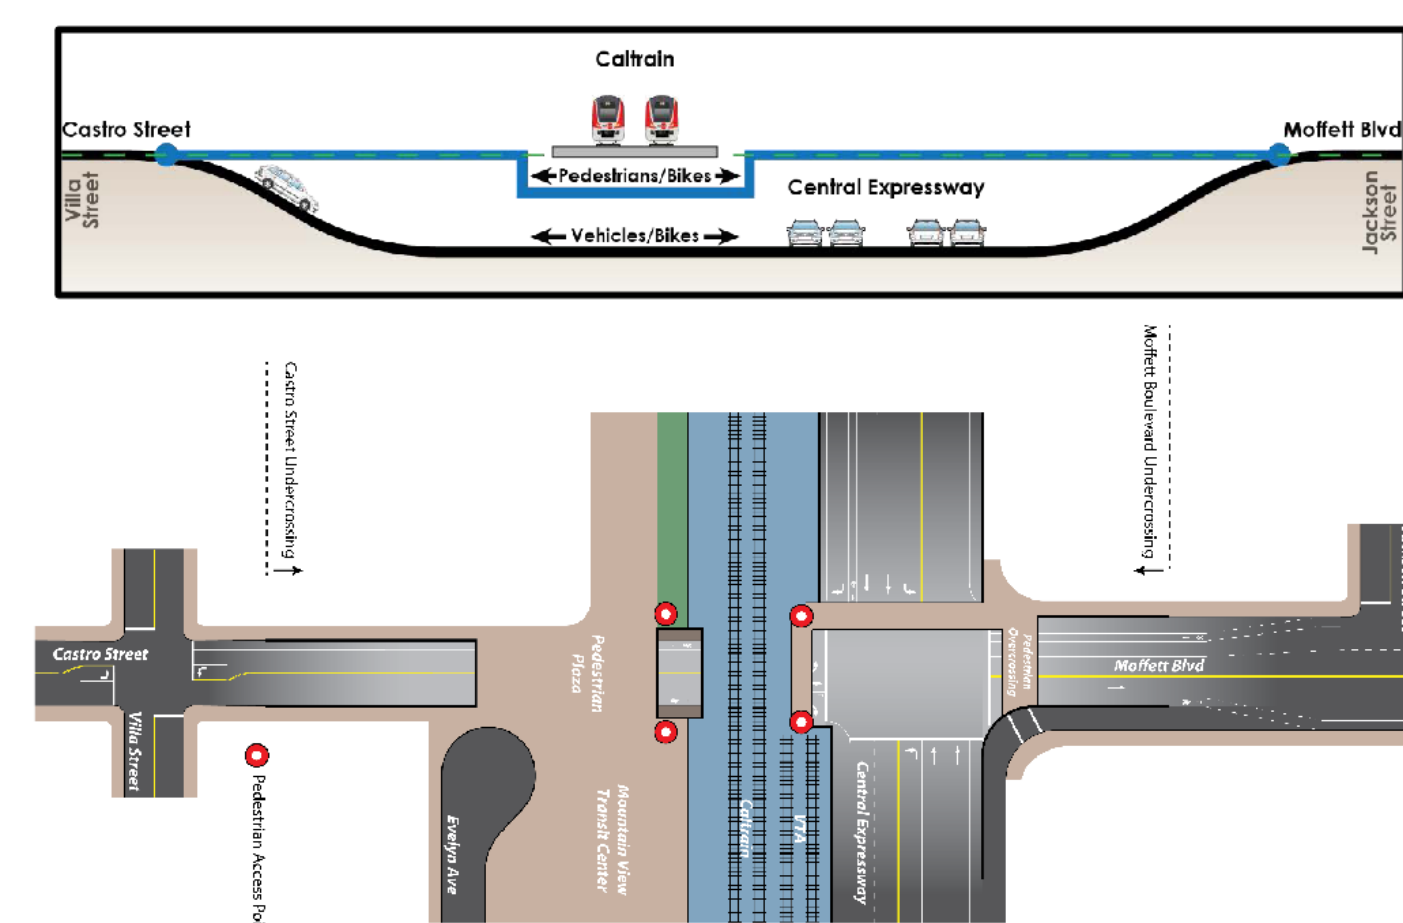 Caltrain
Castro Street
Moffett Blvd
Villa
Street
Pedestrians/Bikes
Central Expressway
Vehicles/Bikes
Jackson
Street
Castro Street Undercrossing
Moffett Boulevard Undercrossing
Castro Street
Villa Street
Pedestrian
Plaza
Pedestrian
Overcrossing
Moffett Blvd
Pedestrian Access Poi
Evelyn Ave
Mountain View
Transit Center
Caltrain
VTA
Central Expressway